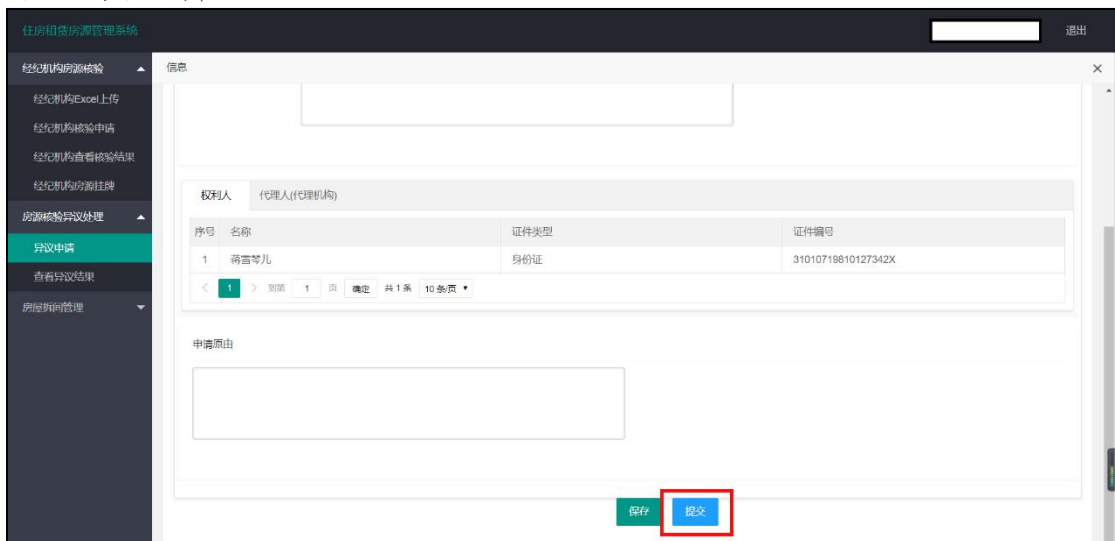 住房租赁房源管理系统
退出
经纪机构房源核验
信息
经纪机构Excel上传
经纪机构核验申请
经纪机构查看核验结果
经纪机构房源挂牌
房源核验异议处理
异议申请
查看异议结果
房屋拆间管理
权利人 代理人(代理机构)
序号 名称 证件类型 证件编号
1 蒋雪琴儿 身份证 31010719810127342X
1 到第 1 页 确定 共 1 条 10 条/页
申请原由
保存 提交